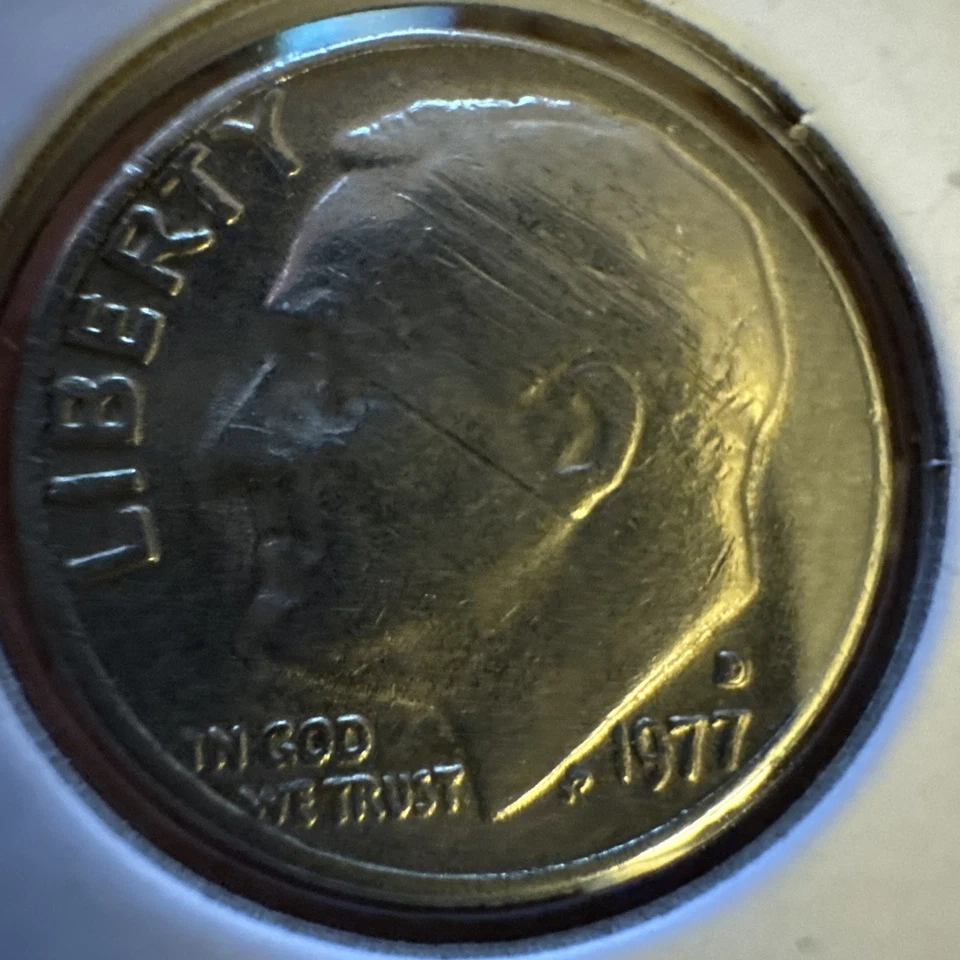 LIBERTY
IN GOD
WE TRUST
D
1977